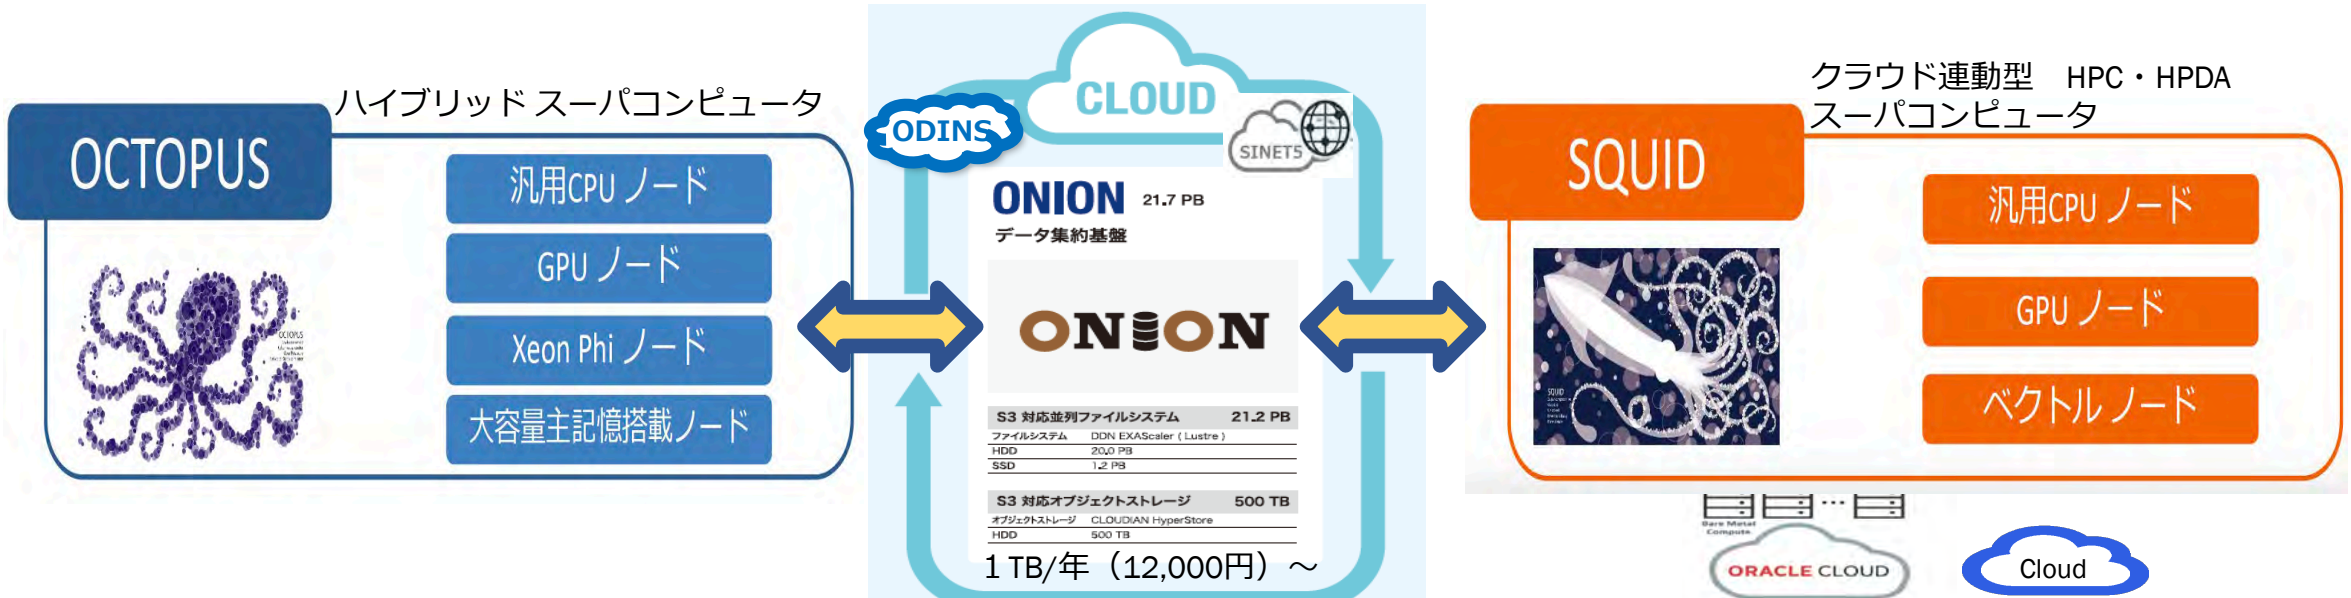 OCTOPUS
ハイブリッド スーパコンピュータ
汎用CPU ノード
GPU ノード
Xeon Phi ノード
大容量主記憶搭載ノード
OCTOPUS
CLOUD
ODINS
SINET5
ONION 21.7 PB
データ集約基盤
ONION
S3 対応並列ファイルシステム 21.2 PB
ファイルシステム DDN EXAScaler ( Lustre )
HDD 20.0 PB
SSD 1.2 PB
S3 対応オブジェクトストレージ 500 TB
オブジェクトストレージ CLOUDIAN HyperStore
HDD 500 TB
1 TB/年（12,000円）～
SQUID
クラウド連動型　HPC・HPDA
スーパコンピュータ
汎用CPU ノード
GPU ノード
ベクトル ノード
SQUID
Bare Metal
Compute
ORACLE CLOUD
Cloud